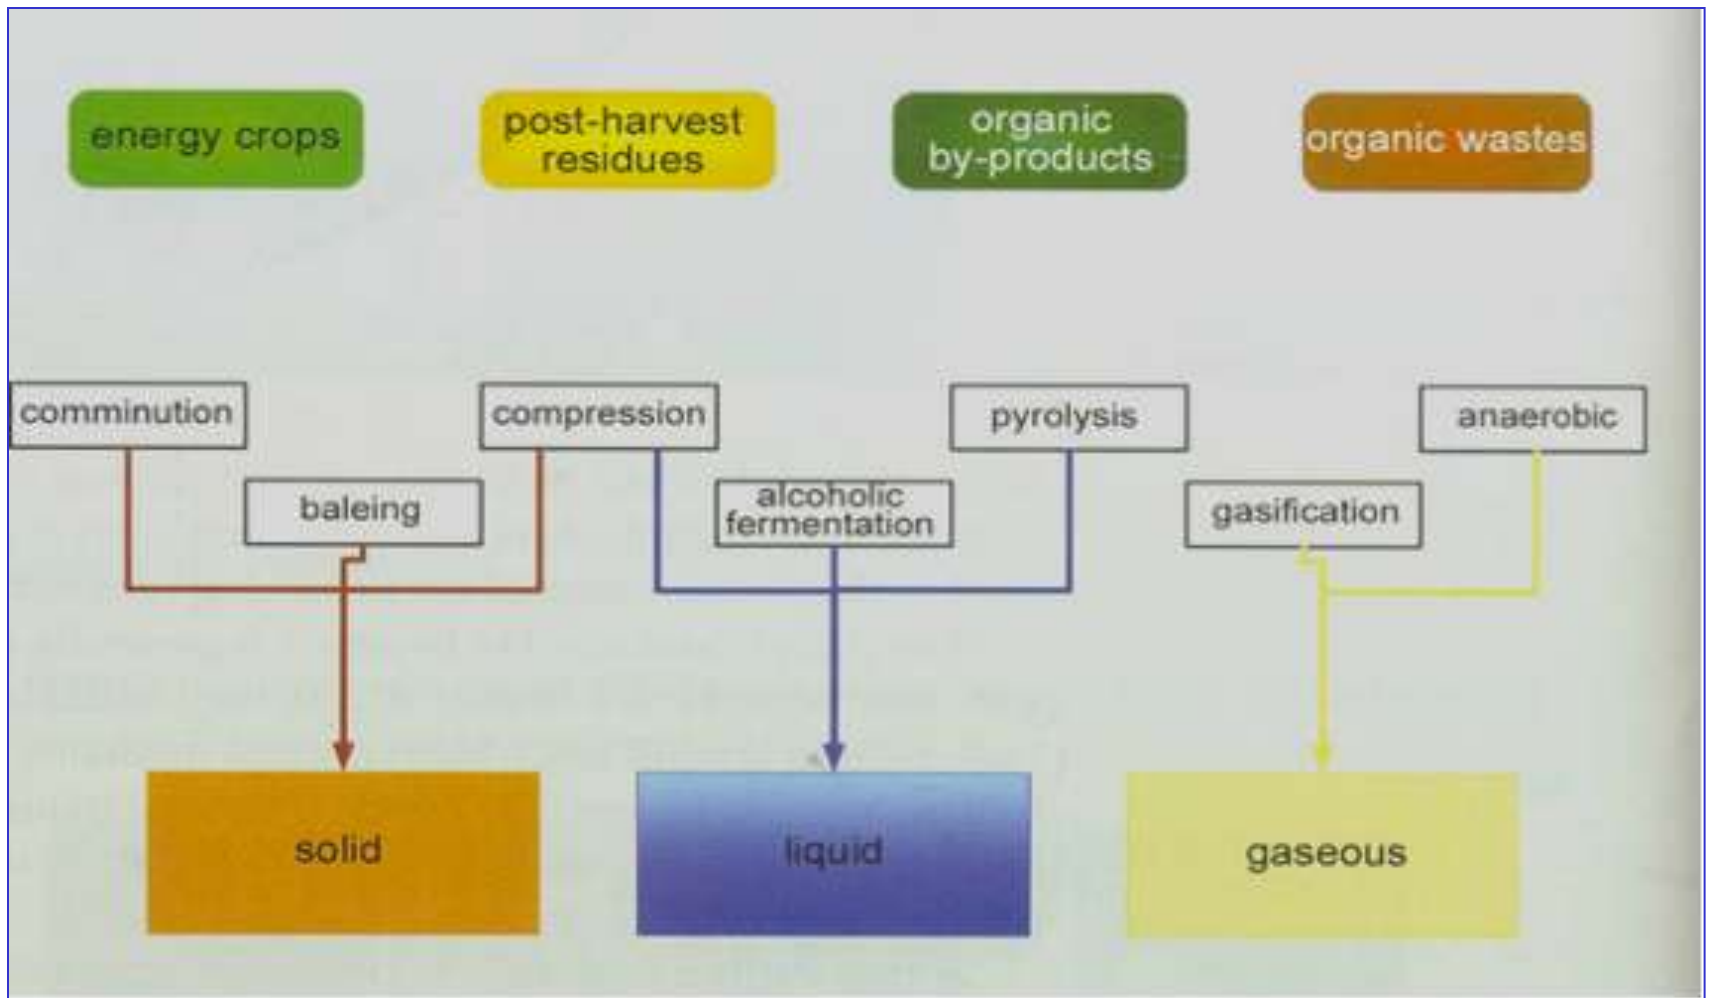 energy crops
post-harvest
residues
organic
by-products
organic wastes
comminution
compression
pyrolysis
anaerobic
baleing
alcoholic
fermentation
gasification
solid
liquid
gaseous